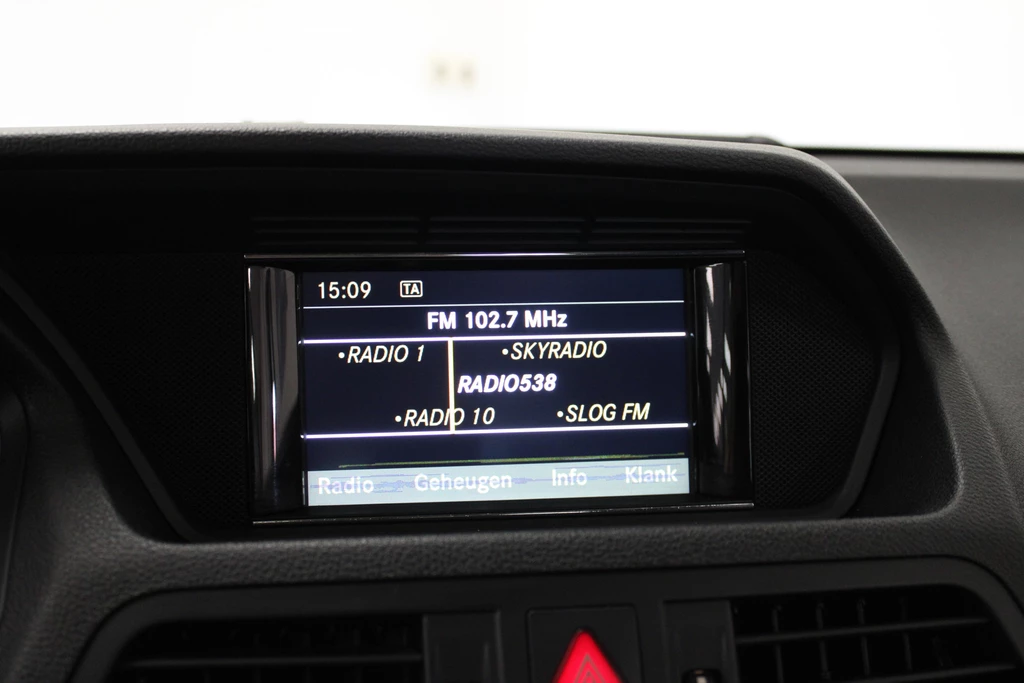 15:09 TA
FM 102.7 MHz
•RADIO 1 •SKYRADIO
RADIO538
•RADIO 10 •SLOG FM
Radio Geheugen Info Klank